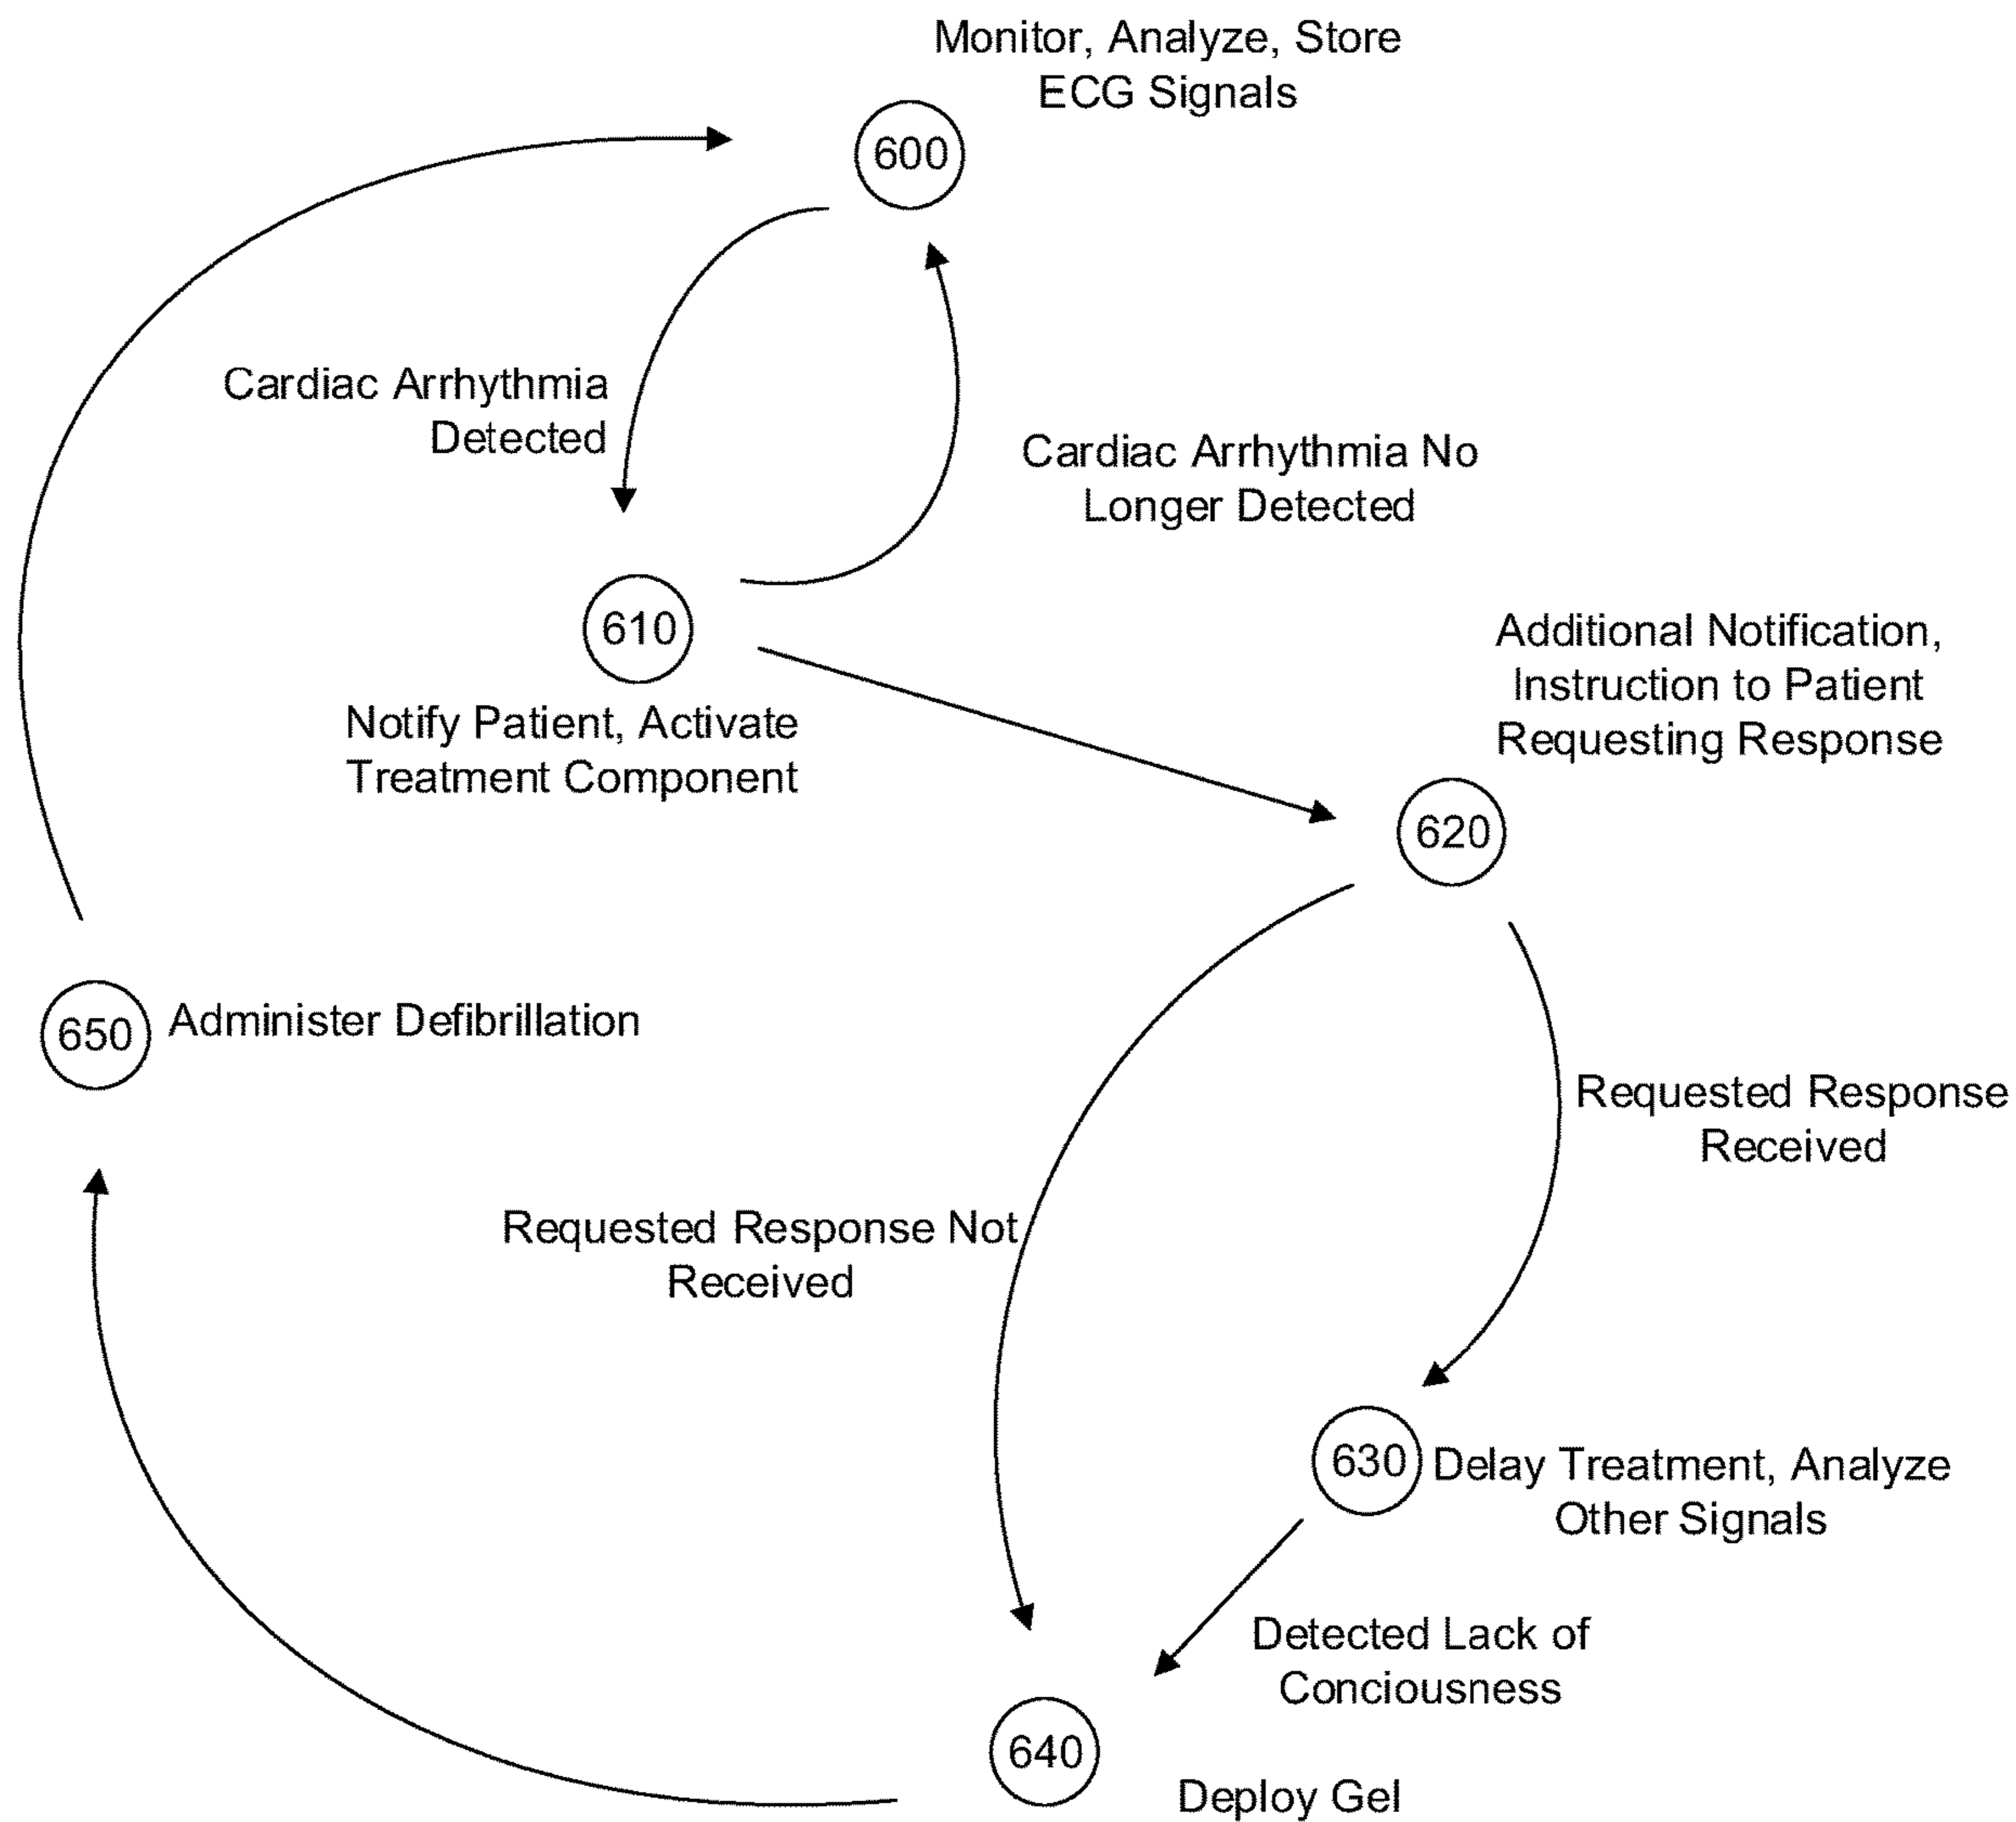 Monitor, Analyze, Store
ECG Signals
600
Cardiac Arrhythmia
Detected
Cardiac Arrhythmia No
Longer Detected
610
Notify Patient, Activate
Treatment Component
Additional Notification,
Instruction to Patient
Requesting Response
620
650
Administer Defibrillation
Requested Response
Received
Requested Response Not
Received
630
Delay Treatment, Analyze
Other Signals
Detected Lack of
Conciousness
640
Deploy Gel